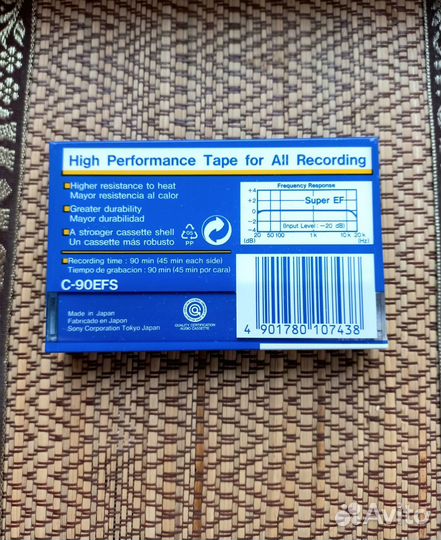 High Performance Tape for All Recording
Higher resistance to heat
Mayor resistencia al calor
Greater durability
Mayor durabilidad
A stronger cassette shell
Un cassette más robusto
PP
Recording time : 90 min (45 min each side)
Tiempo de grabacion : 90 min (45 min por cara)
C-90EFS
Made in Japan
Fabricado en Japon
Sony Corporation Tokyo Japan
QUALITY CERTIFICATION
AUDIO CASSETTE
Frequency Response
+4
+2
0
-2
-4
Super EF
(Input Level : -20 dB)
20 50 100 1k 10k 20k
(dB) (Hz)
4 901780 107438
Avito